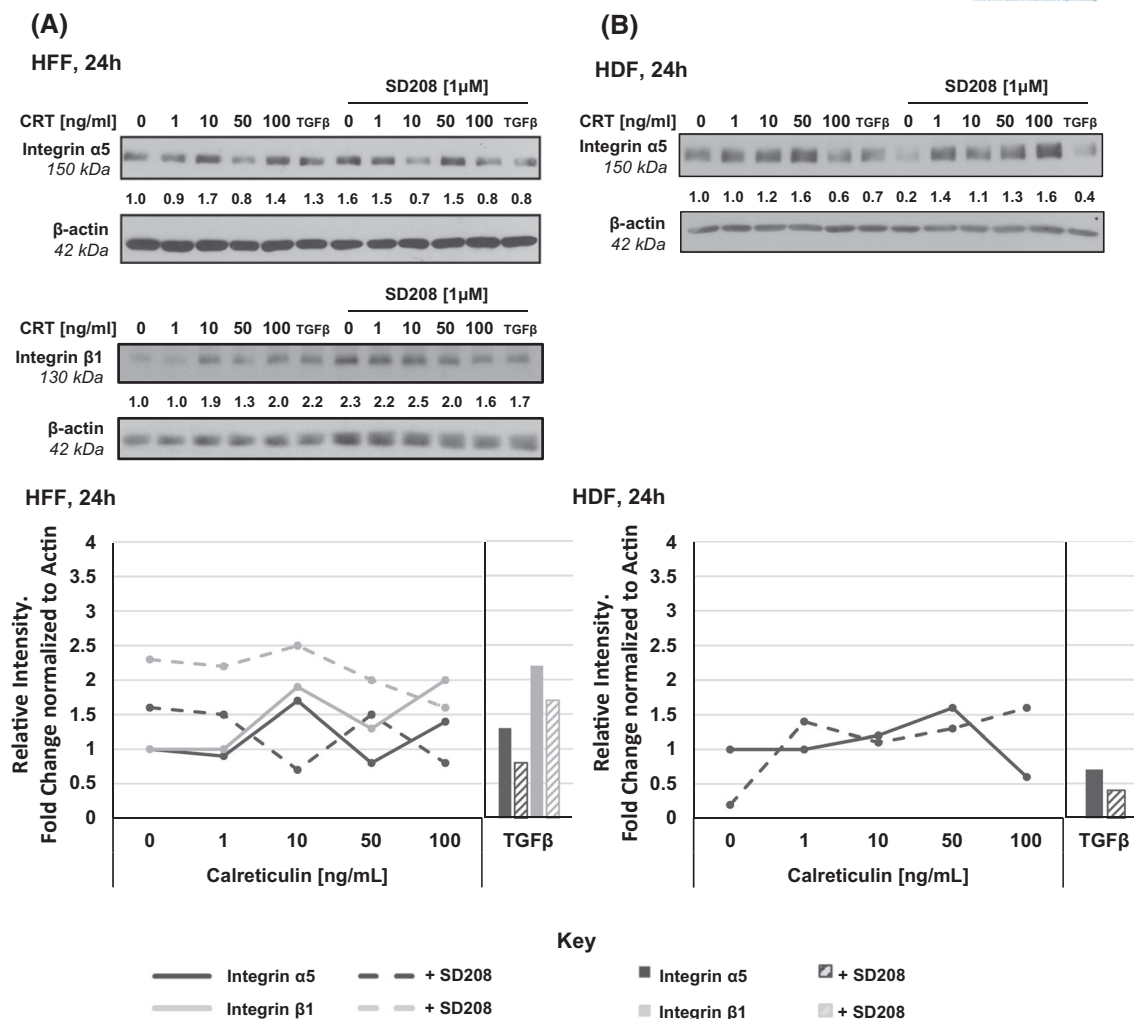 (A)
HFF, 24h
SD208 [1µM]
CRT [ng/ml] 0 1 10 50 100 TGFβ 0 1 10 50 100 TGFβ
Integrin α5
150 kDa
1.0 0.9 1.7 0.8 1.4 1.3 1.6 1.5 0.7 1.5 0.8 0.8
β-actin
42 kDa
SD208 [1µM]
CRT [ng/ml] 0 1 10 50 100 TGFβ 0 1 10 50 100 TGFβ
Integrin β1
130 kDa
1.0 1.0 1.9 1.3 2.0 2.2 2.3 2.2 2.5 2.0 1.6 1.7
β-actin
42 kDa
(B)
HDF, 24h
SD208 [1µM]
CRT [ng/ml] 0 1 10 50 100 TGFβ 0 1 10 50 100 TGFβ
Integrin α5
150 kDa
1.0 1.0 1.2 1.6 0.6 0.7 0.2 1.4 1.1 1.3 1.6 0.4
β-actin
42 kDa
HFF, 24h
Relative Intensity.
Fold Change normalized to Actin
4
3.5
3
2.5
2
1.5
1
0.5
0
0 1 10 50 100 TGFβ
Calreticulin [ng/mL]
HDF, 24h
Relative Intensity.
Fold Change normalized to Actin
4
3.5
3
2.5
2
1.5
1
0.5
0
0 1 10 50 100 TGFβ
Calreticulin [ng/mL]
Key
Integrin α5 + SD208 Integrin α5 + SD208
Integrin β1 + SD208 Integrin β1 + SD208